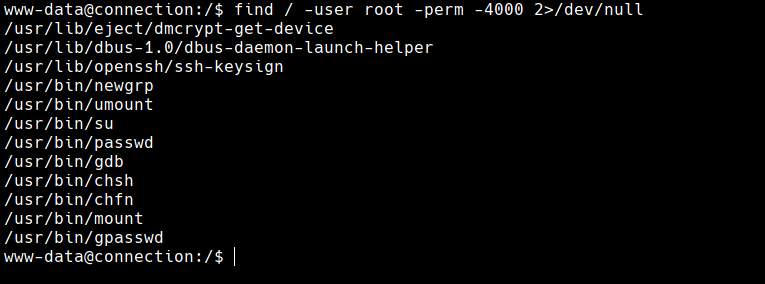 www-data@connection:/$ find / -user root -perm -4000 2>/dev/null
/usr/lib/eject/dmcrypt-get-device
/usr/lib/dbus-1.0/dbus-daemon-launch-helper
/usr/lib/openssh/ssh-keysign
/usr/bin/newgrp
/usr/bin/umount
/usr/bin/su
/usr/bin/passwd
/usr/bin/gdb
/usr/bin/chsh
/usr/bin/chfn
/usr/bin/mount
/usr/bin/gpasswd
www-data@connection:/$